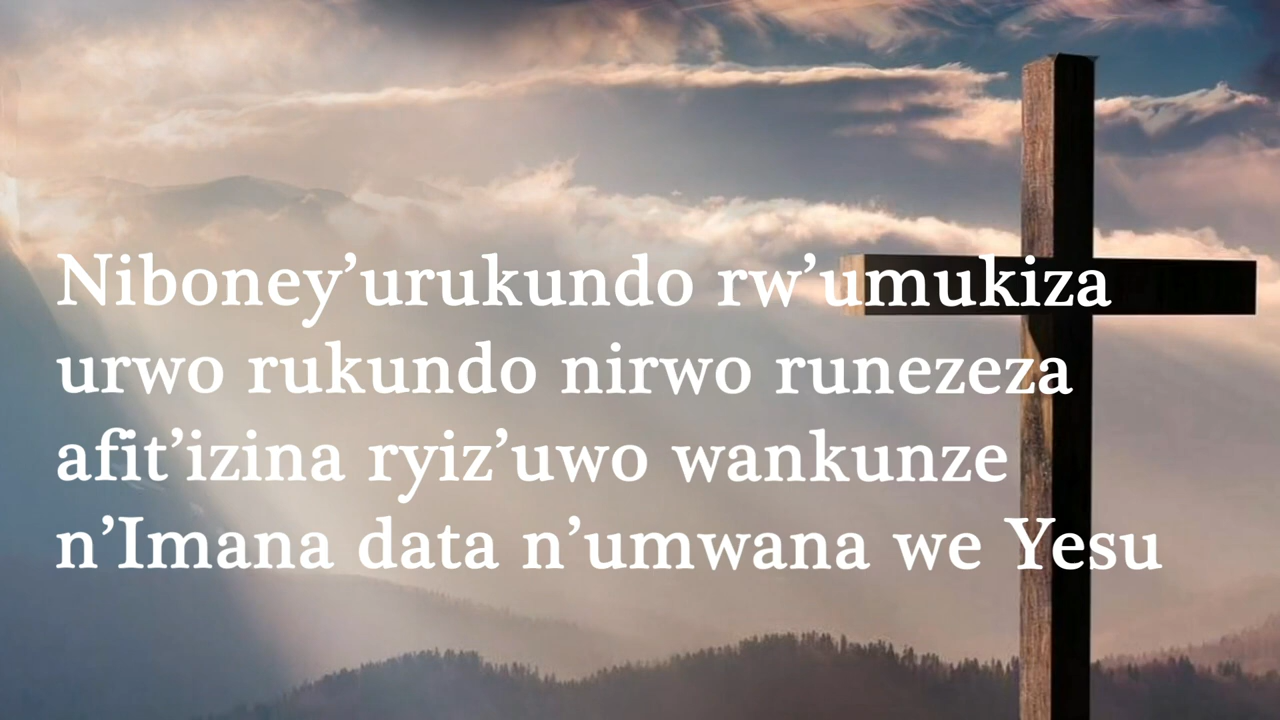 Niboney’urukundo rw’umukiza
urwo rukundo nirwo runezeza
afit’izina ryiz’uwo wankunze
n’Imana data n’umwana we Yesu